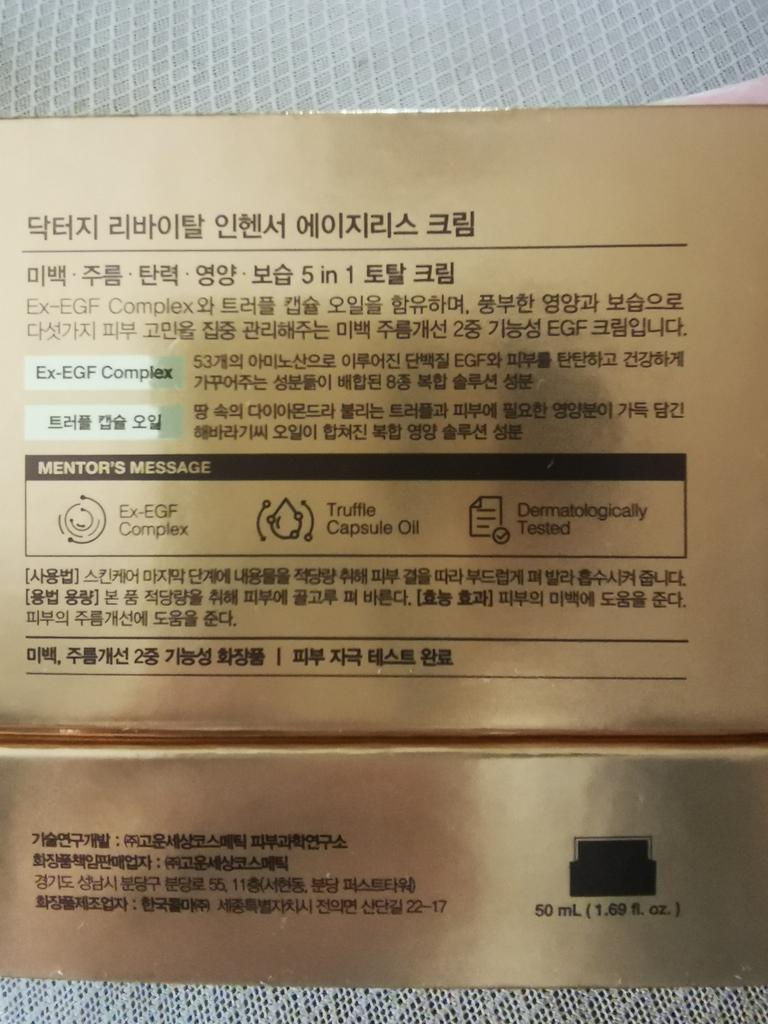 닥터지 리바이탈 인헨서 에이지리스 크림
미백·주름·탄력·영양·보습 5 in 1 토탈 크림
Ex-EGF Complex와 트러플 캡슐 오일을 함유하며, 풍부한 영양과 보습으로
다섯가지 피부 고민을 집중 관리해주는 미백 주름개선 2중 기능성 EGF 크림입니다.
Ex-EGF Complex
53개의 아미노산으로 이루어진 단백질 EGF와 피부를 탄탄하고 건강하게
가꾸어주는 성분들이 배합된 8종 복합 솔루션 성분
트러플 캡슐 오일
땅 속의 다이아몬드라 불리는 트러플과 피부에 필요한 영양분이 가득 담긴
해바라기씨 오일이 합쳐진 복합 영양 솔루션 성분
MENTOR'S MESSAGE
Ex-EGF
Complex
Truffle
Capsule Oil
Dermatologically
Tested
[사용법] 스킨케어 마지막 단계에 내용물을 적당량 취해 피부 결을 따라 부드럽게 펴 발라 흡수시켜 줍니다.
[용법 용량] 본 품 적당량을 취해 피부에 골고루 펴 바른다. [효능 효과] 피부의 미백에 도움을 준다.
피부의 주름개선에 도움을 준다.
미백, 주름개선 2중 기능성 화장품 | 피부 자극 테스트 완료
기술연구개발 : ㈜고운세상코스메틱 피부과학연구소
화장품책임판매업자 : ㈜고운세상코스메틱
경기도 성남시 분당구 분당로 55, 11층(서현동, 분당 퍼스트타워)
화장품제조업자 : 한국콜마㈜ 세종특별자치시 전의면 산단길 22-17
50 mL ( 1.69 fl. oz. )